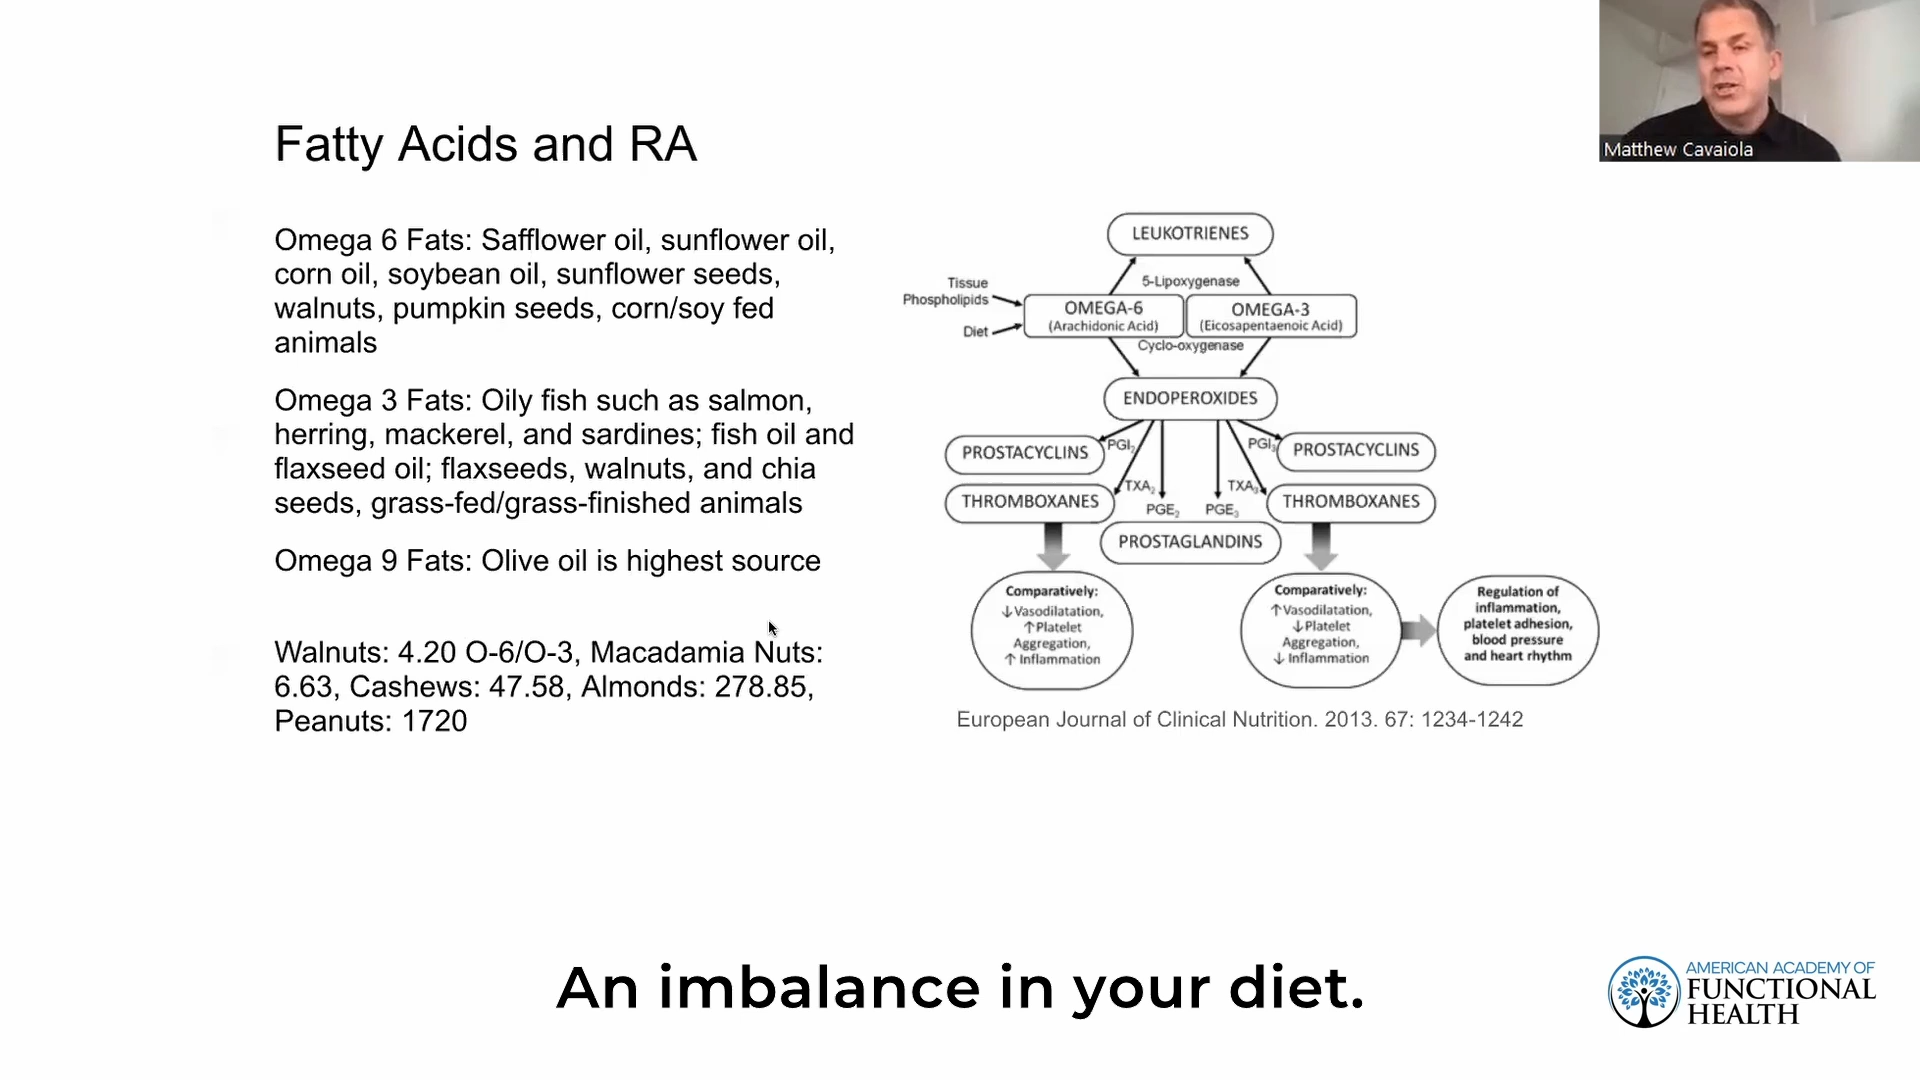 Matthew Cavaiola
Fatty Acids and RA
Omega 6 Fats: Safflower oil, sunflower oil,
corn oil, soybean oil, sunflower seeds,
walnuts, pumpkin seeds, corn/soy fed
animals
Omega 3 Fats: Oily fish such as salmon,
herring, mackerel, and sardines; fish oil and
flaxseed oil; flaxseeds, walnuts, and chia
seeds, grass-fed/grass-finished animals
Omega 9 Fats: Olive oil is highest source
Walnuts: 4.20 O-6/O-3, Macadamia Nuts:
6.63, Cashews: 47.58, Almonds: 278.85,
Peanuts: 1720
LEUKOTRIENES
5-Lipoxygenase
Tissue
Phospholipids
Diet
OMEGA-6
(Arachidonic Acid)
OMEGA-3
(Eicosapentaenoic Acid)
Cyclo-oxygenase
ENDOPEROXIDES
PROSTACYCLINS
PGI₂
PGI₃
PROSTACYCLINS
THROMBOXANES
TXA₂
TXA₃
THROMBOXANES
PGE₂
PGE₃
PROSTAGLANDINS
Comparatively:
↓Vasodilatation,
↑Platelet
Aggregation,
↑ Inflammation
Comparatively:
↑Vasodilatation,
↓Platelet
Aggregation,
↓ Inflammation
Regulation of
inflammation,
platelet adhesion,
blood pressure
and heart rhythm
European Journal of Clinical Nutrition. 2013. 67: 1234-1242
An imbalance in your diet.
AMERICAN ACADEMY OF
FUNCTIONAL
HEALTH